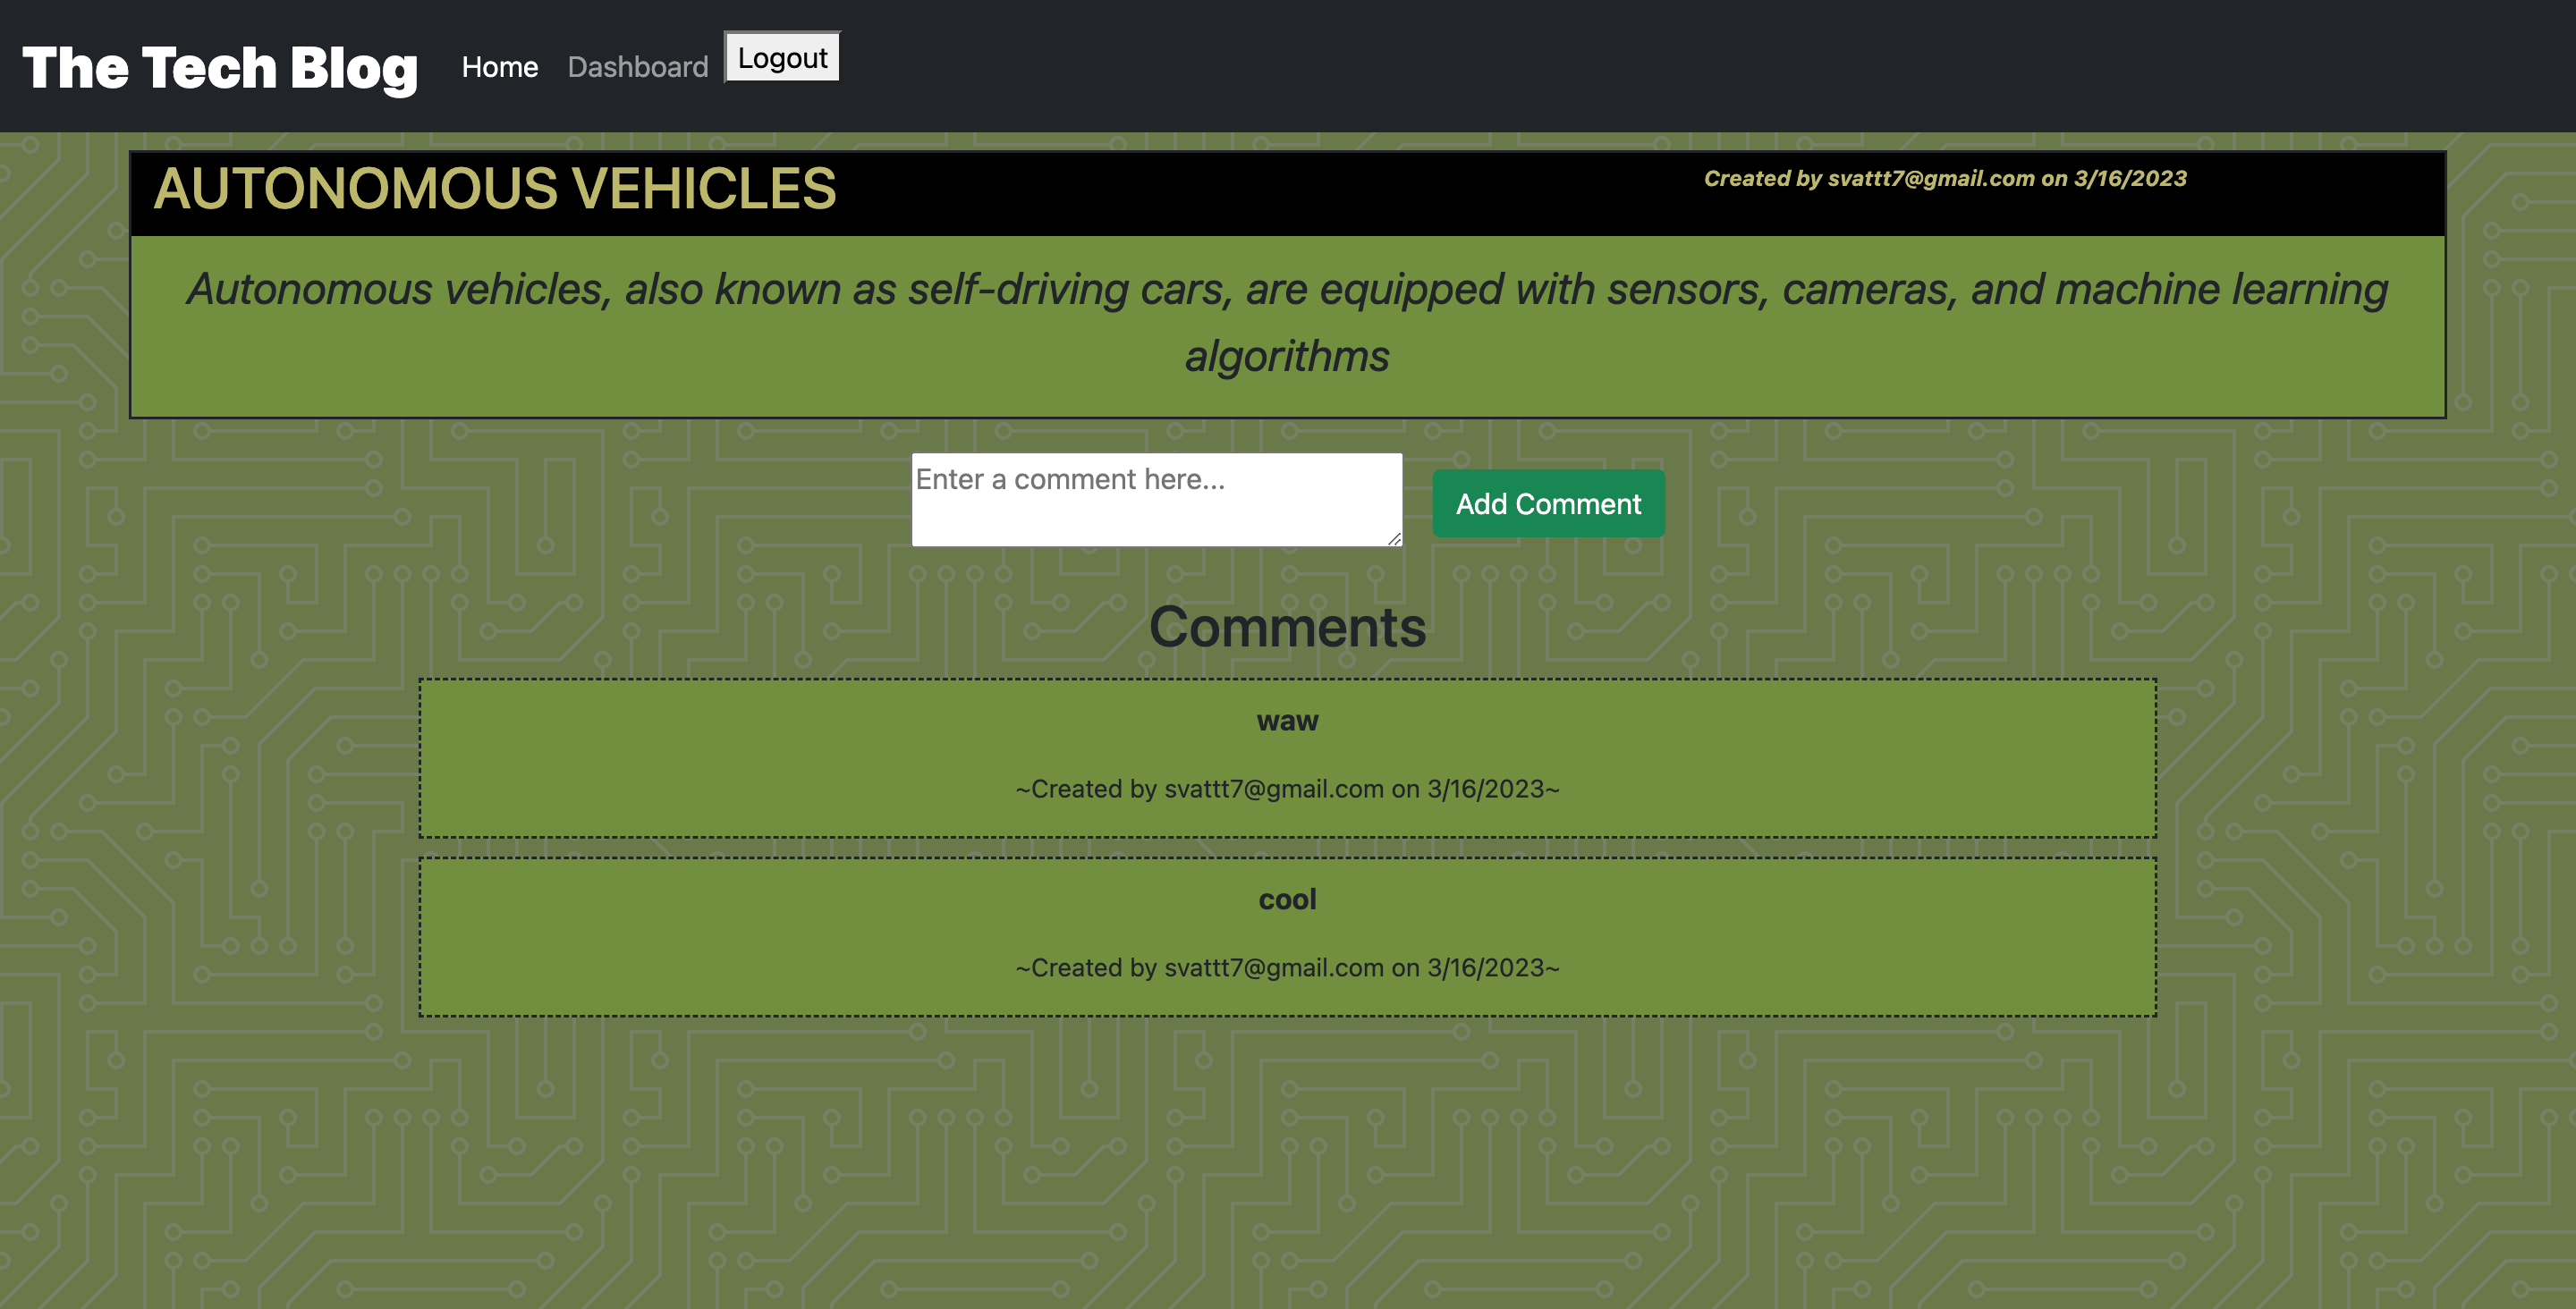 The Tech Blog Home Dashboard Logout
AUTONOMOUS VEHICLES Created by svattt7@gmail.com on 3/16/2023
Autonomous vehicles, also known as self-driving cars, are equipped with sensors, cameras, and machine learning
algorithms
Enter a comment here... Add Comment
Comments
waw
~Created by svattt7@gmail.com on 3/16/2023~
cool
~Created by svattt7@gmail.com on 3/16/2023~